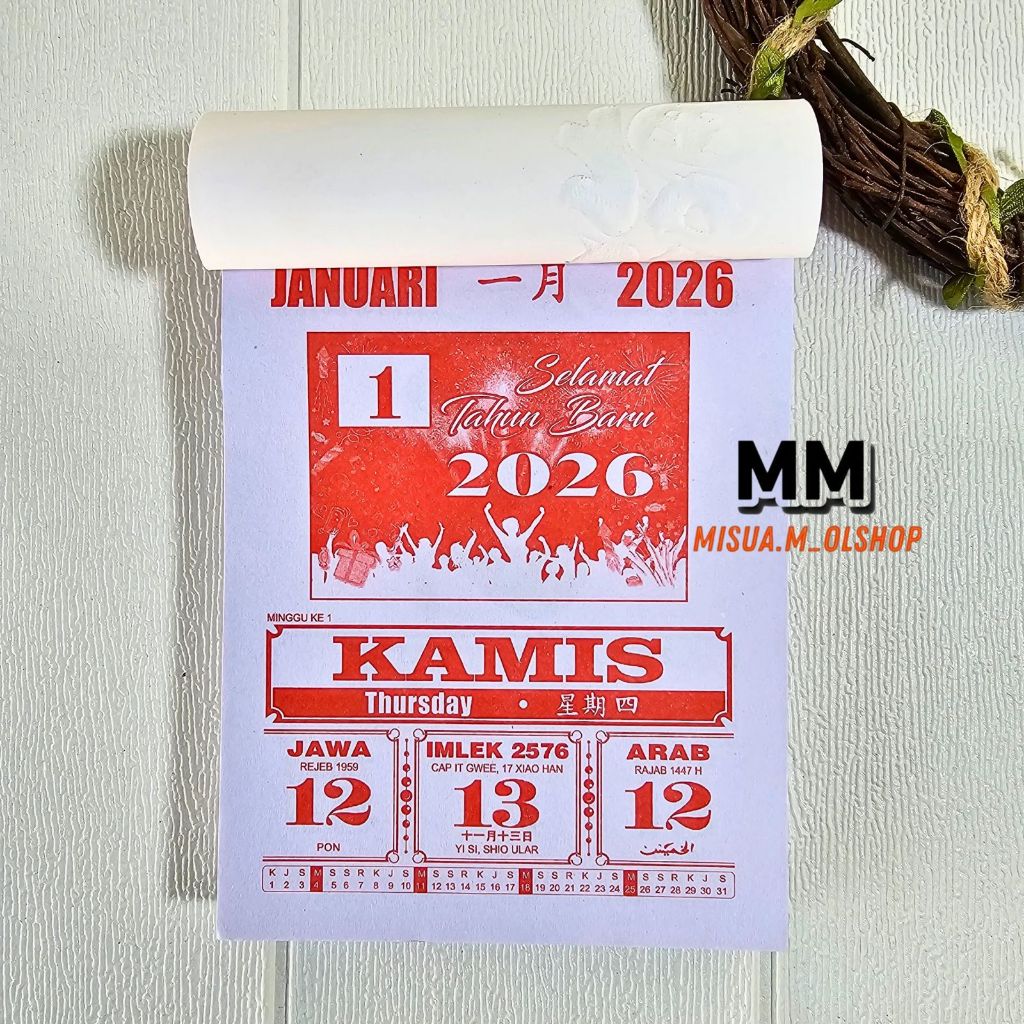 JANUARI 一月 2026
1
Selamat
Tahun Baru
2026
MM
MISUA.M_OLSHOP
MINGGU KE 1
KAMIS
Thursday • 星期四
JAWA
REJEB 1959
12
PON
IMLEK 2576
CAP IT GWEE, 17 XIAO HAN
13
十一月十三日
YI SI, SHIO ULAR
ARAB
RAJAB 1447 H
12
الخميس
K J S M S S R K J S M S S R K J S M S S R K J S M S S R K J S
1 2 3 4 5 6 7 8 9 10 11 12 13 14 15 16 17 18 19 20 21 22 23 24 25 26 27 28 29 30 31